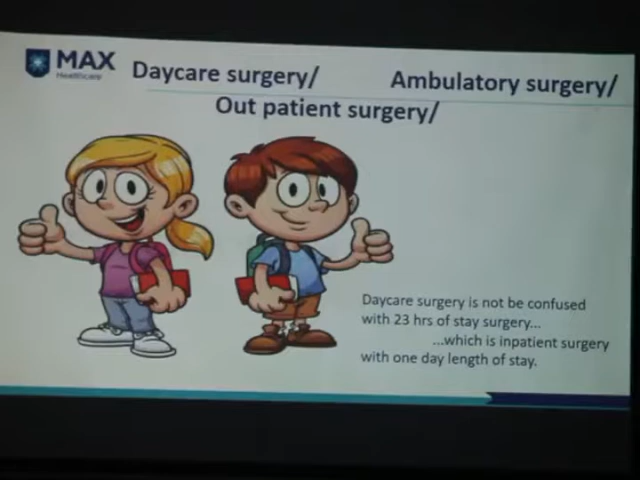 MAX
Healthcare
Daycare surgery/ Ambulatory surgery/
Out patient surgery/
Daycare surgery is not be confused
with 23 hrs of stay surgery...
...which is inpatient surgery
with one day length of stay.